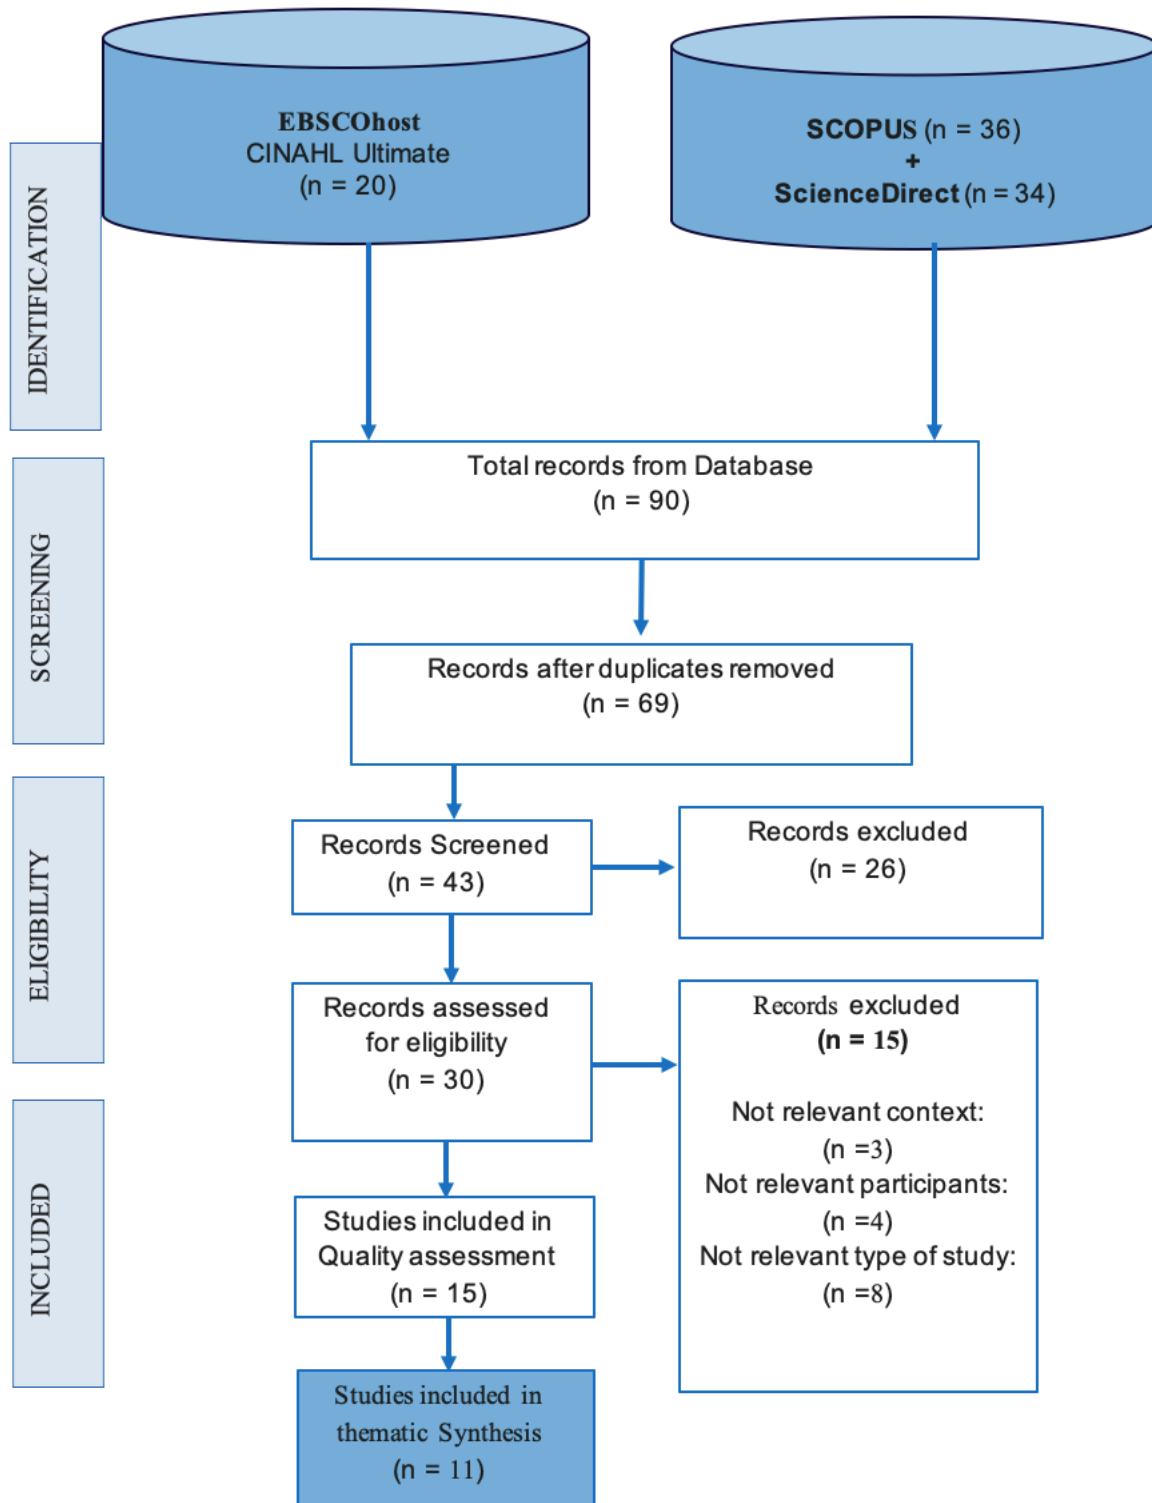 EBSCOhost
CINAHL Ultimate
(n = 20)
SCOPUS (n = 36)
+
ScienceDirect (n = 34)
IDENTIFICATION
Total records from Database
(n = 90)
SCREENING
Records after duplicates removed
(n = 69)
Records Screened
(n = 43)
Records excluded
(n = 26)
ELIGIBILITY
Records assessed
for eligibility
(n = 30)
Records excluded
(n = 15)
Not relevant context:
(n =3)
Not relevant participants:
(n =4)
Not relevant type of study:
(n =8)
INCLUDED
Studies included in
Quality assessment
(n = 15)
Studies included in
thematic Synthesis
(n = 11)